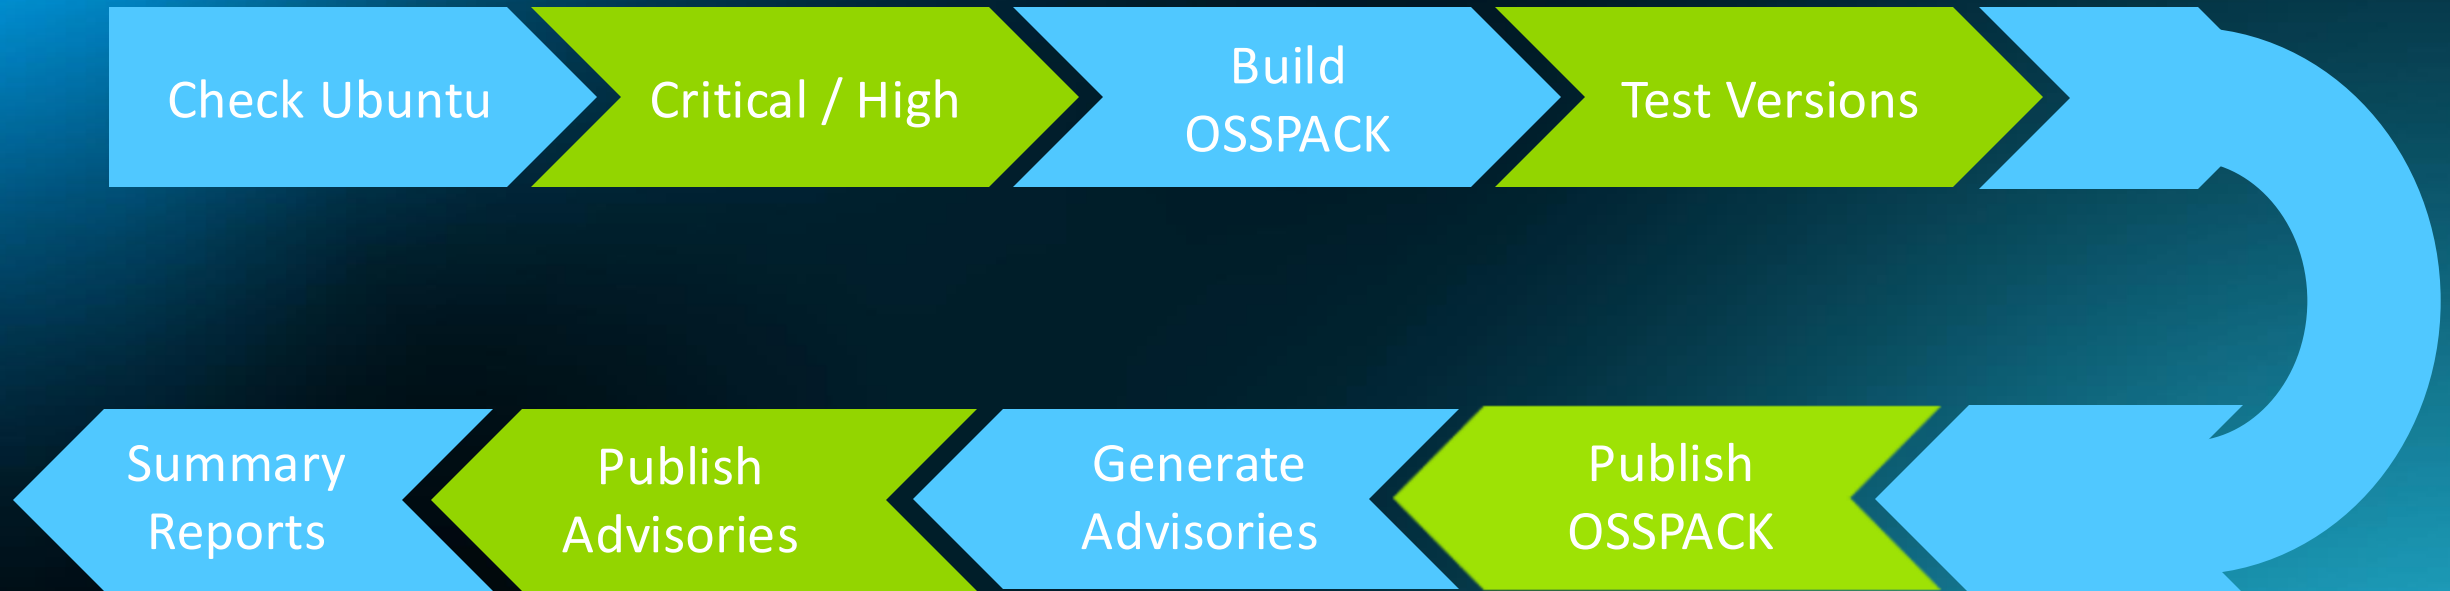 Check Ubuntu
Critical / High
Build
OSSPACK
Test Versions
Publish
OSSPACK
Generate
Advisories
Publish
Advisories
Summary
Reports